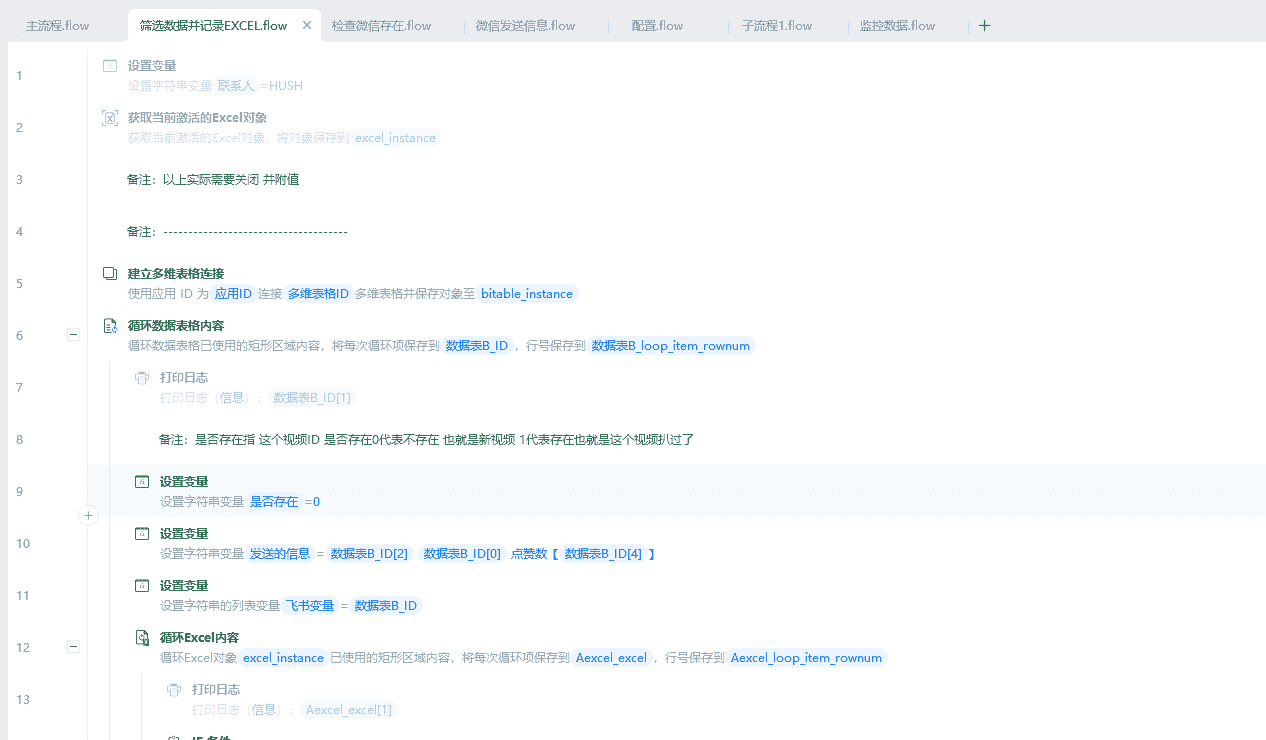 主流程.flow 筛选数据并记录EXCEL.flow 检查微信存在.flow 微信发送信息.flow 配置.flow 子流程1.flow 监控数据.flow
1 设置变量
设置字符串变量 联系人 =HUSH
2 获取当前激活的Excel对象
获取当前激活的Excel对象，将对象保存到 excel_instance
3 备注：以上实际需要关闭 并附值
4 备注：-------------------------------------
5 建立多维表格连接
使用应用 ID 为 应用ID 连接 多维表格ID 多维表格并保存对象至 bitable_instance
6 循环数据表格内容
循环数据表格已使用的矩形区域内容，将每次循环项保存到 数据表B_ID ，行号保存到 数据表B_loop_item_rownum
7 打印日志
打印日志（信息）： 数据表B_ID[1]
8 备注：是否存在指 这个视频ID 是否存在0代表不存在 也就是新视频 1代表存在也就是这个视频扒过了
9 设置变量
设置字符串变量 是否存在 =0
10 设置变量
设置字符串变量 发送的信息 = 数据表B_ID[2] 数据表B_ID[0] 点赞数【 数据表B_ID[4] 】
11 设置变量
设置字符串的列表变量 飞书变量 = 数据表B_ID
12 循环Excel内容
循环Excel对象 excel_instance 已使用的矩形区域内容，将每次循环项保存到 Aexcel_excel ，行号保存到 Aexcel_loop_item_rownum
13 打印日志
打印日志（信息）： Aexcel_excel[1]
IF 条件